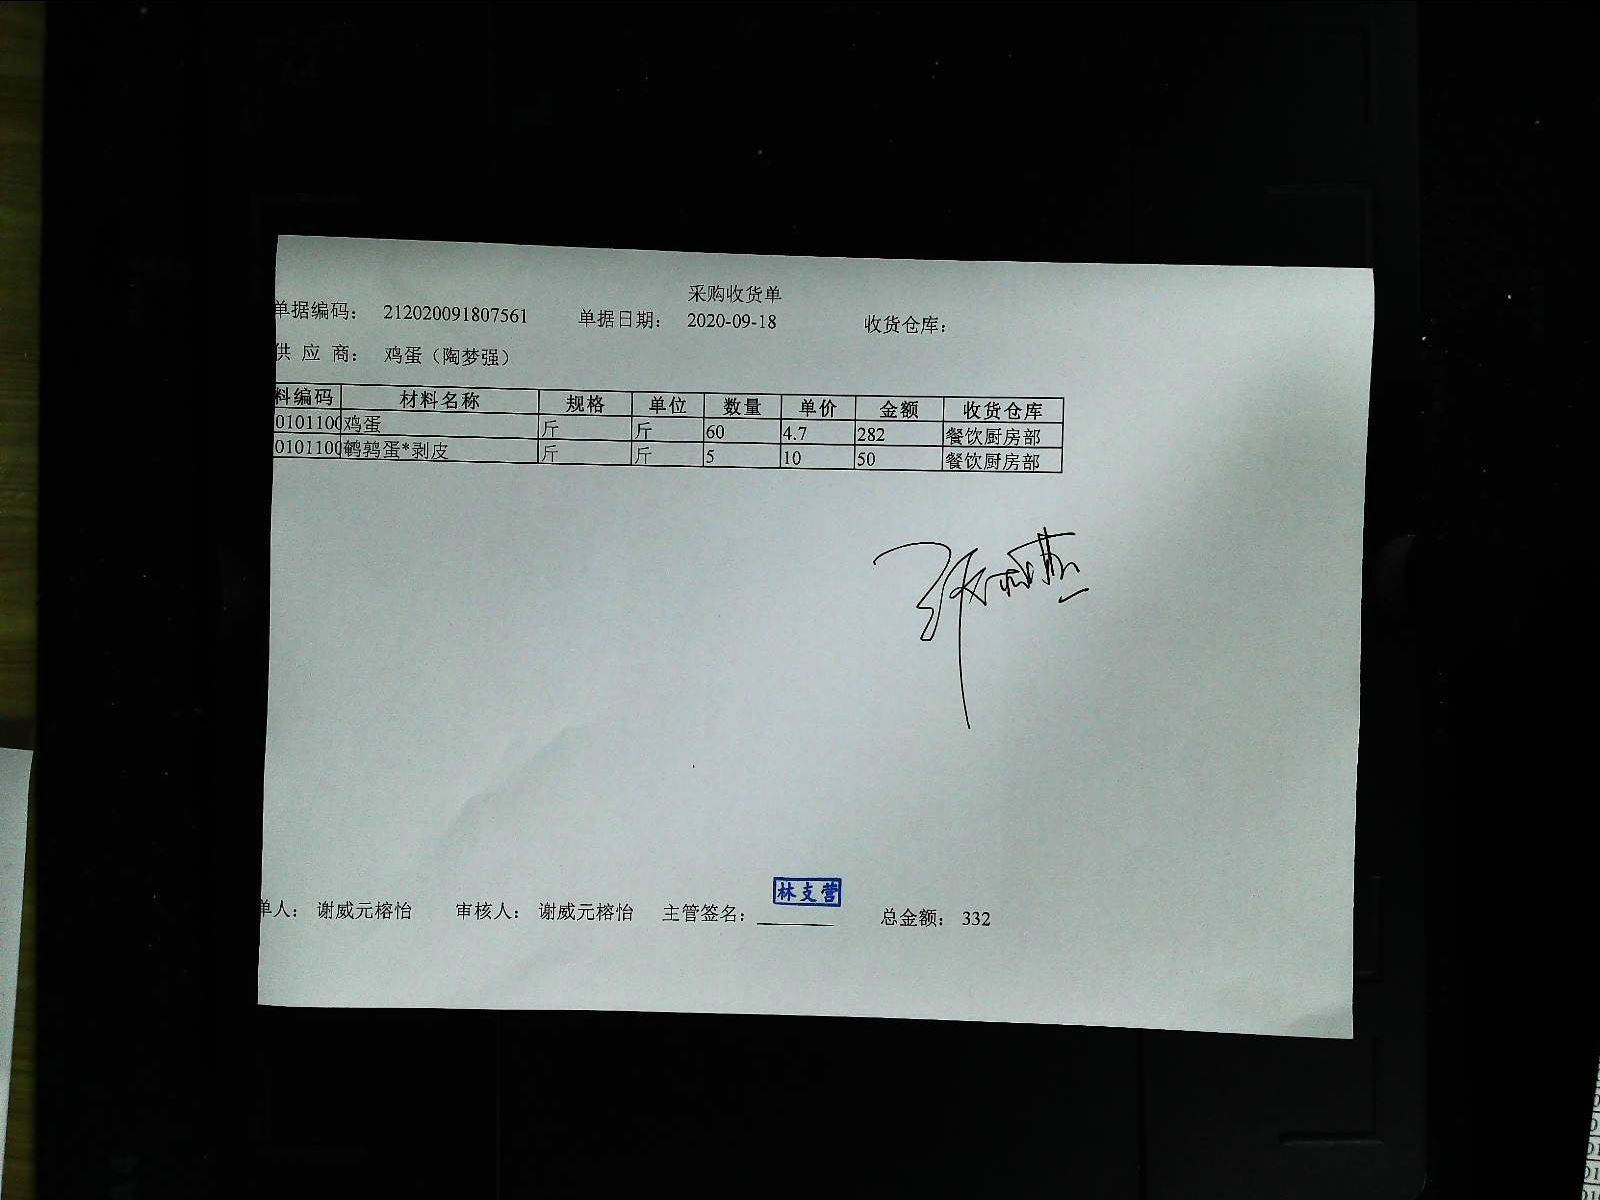 采购收货单
单据编码： 212020091807561 单据日期： 2020-09-18 收货仓库：
供 应 商： 鸡蛋（陶梦强）
料编码 材料名称 规格 单位 数量 单价 金额 收货仓库
0101100 鸡蛋 斤 斤 60 4.7 282 餐饮厨房部
0101100 鹌鹑蛋*剥皮 斤 斤 5 10 50 餐饮厨房部
林支营
单人： 谢威元榕怡 审核人： 谢威元榕怡 主管签名： 总金额： 332